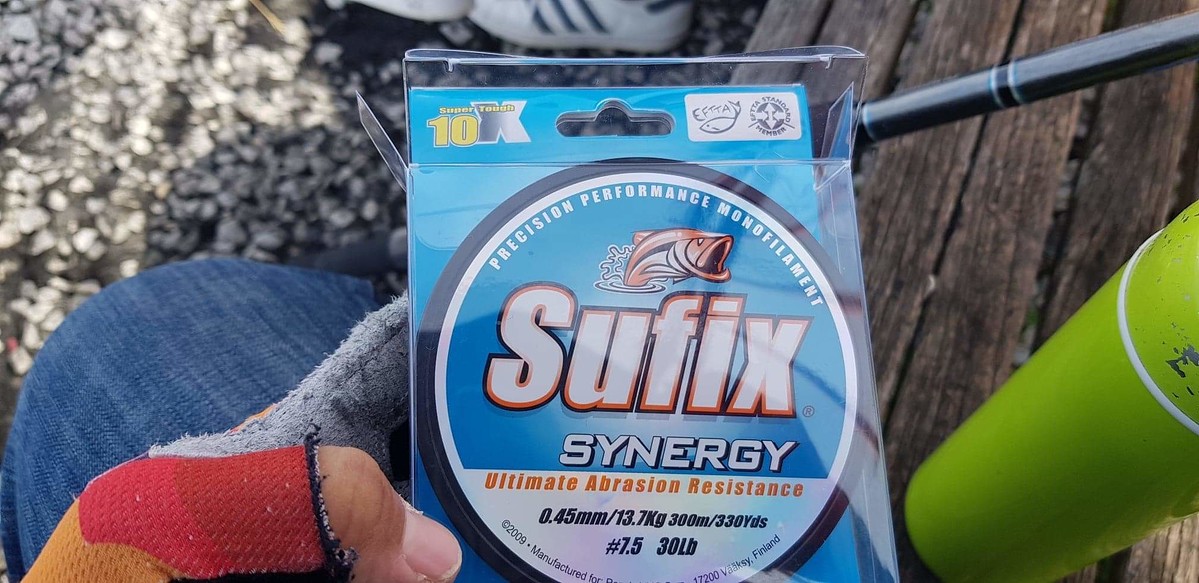 Super Tough
10X
EFTTA
EFTTA STANDARD
MEMBER
PRECISION PERFORMANCE MONOFILAMENT
Sufix®
SYNERGY
Ultimate Abrasion Resistance
0.45mm/13.7Kg 300m/330Yds
#7.5 30Lb
©2009 • Manufactured for: 17200 Vääksy, Finland